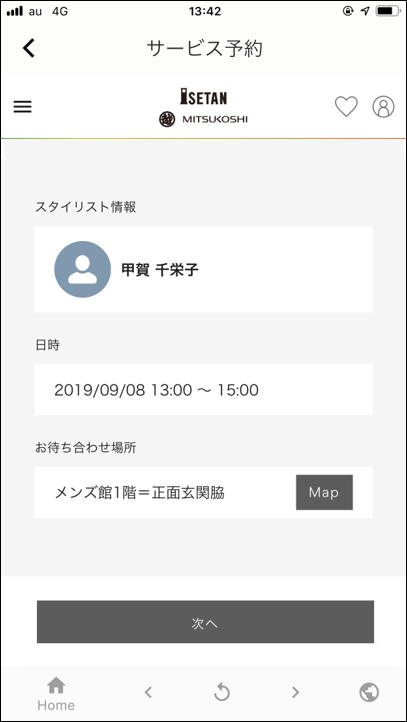 au 4G 13:42
サービス予約
ISETAN
MITSUKOSHI
スタイリスト情報
甲賀 千栄子
日時
2019/09/08 13:00 〜 15:00
お待ち合わせ場所
メンズ館1階＝正面玄関脇 Map
次へ
Home